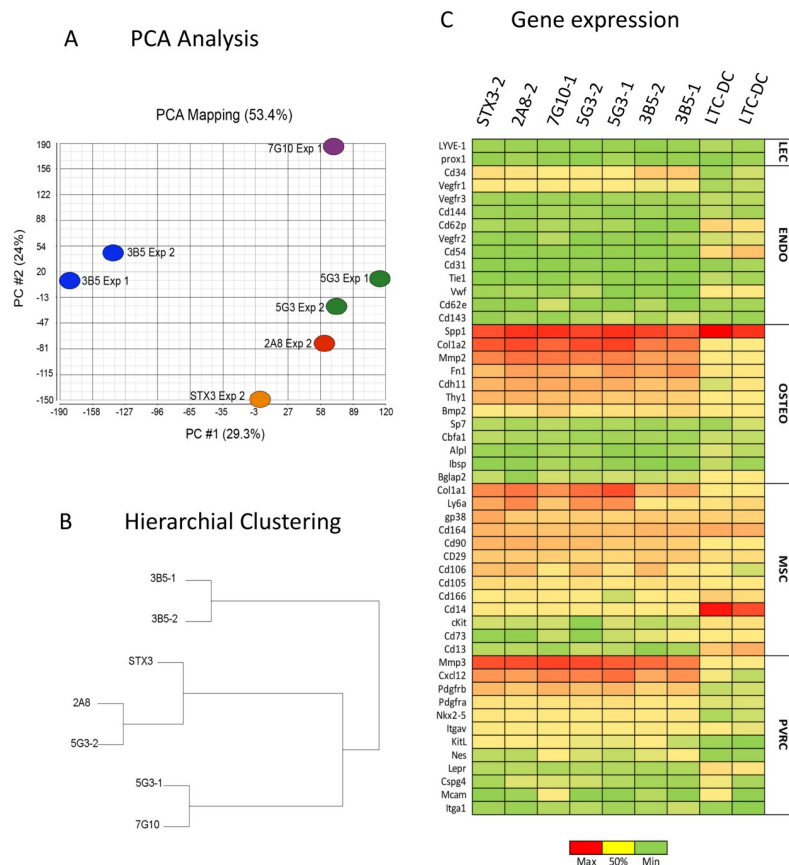 A PCA Analysis
PCA Mapping (53.4%)
190
156
122
88
54
20
-13
-47
-81
-115
-150
PC #2 (24%)
7G10 Exp 1
3B5 Exp 2
3B5 Exp 1
5G3 Exp 1
5G3 Exp 2
2A8 Exp 2
STX3 Exp 2
-190 -158 -127 -96 -65 -34 -3 27 58 89 120
PC #1 (29.3%)
B Hierarchial Clustering
3B5-1
3B5-2
STX3
2A8
5G3-2
5G3-1
7G10
C Gene expression
STX3-2 2A8-2 7G10-1 5G3-2 5G3-1 3B5-2 3B5-1 LTC-DC LTC-DC
LYVE-1
prox1
LEC
Cd34
Vegfr1
Vegfr3
Cd144
Cd62p
Vegfr2
Cd54
Cd31
Tie1
Vwf
Cd62e
Cd143
ENDO
Spp1
Col1a2
Mmp2
Fn1
Cdh11
Thy1
Bmp2
Sp7
Cbfa1
Alpl
Ibsp
Bglap2
OSTEO
Col1a1
Ly6a
gp38
Cd164
Cd90
CD29
Cd106
Cd105
Cd166
Cd14
cKit
Cd73
Cd13
MSC
Mmp3
Cxcl12
Pdgfrb
Pdgfra
Nkx2-5
Itgav
KitL
Nes
Lepr
Cspg4
Mcam
Itga1
PVRC
Max 50% Min